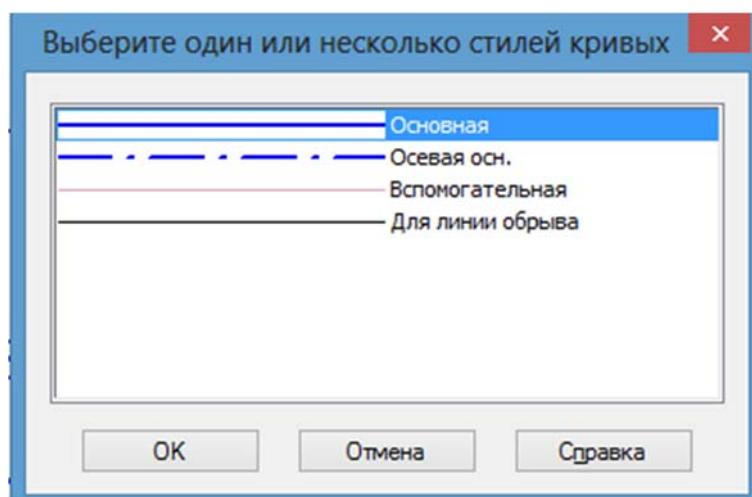 Выберите один или несколько стилей кривых
Основная
Осевая осн.
Вспомогательная
Для линии обрыва
OK
Отмена
Справка